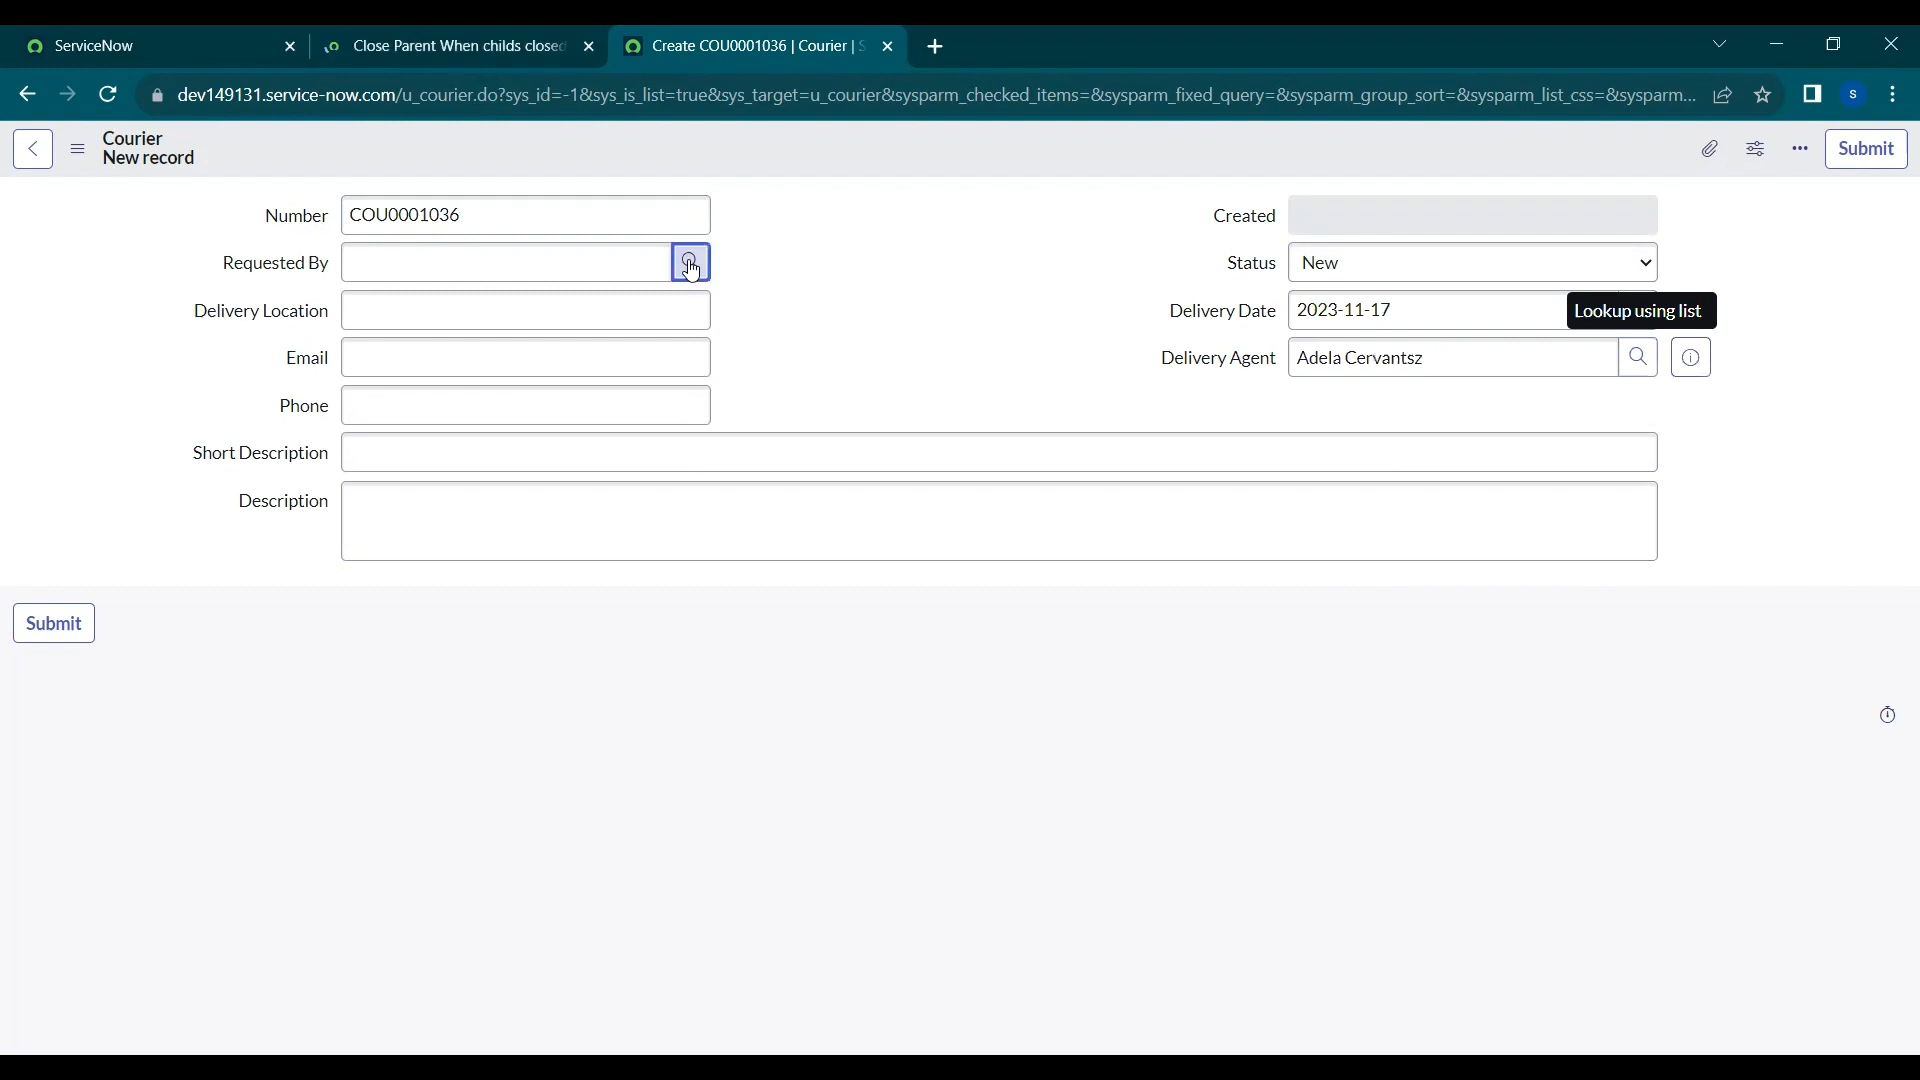 ServiceNow
Close Parent When childs closed
Create COU0001036 | Courier | S
dev149131.service-now.com/u_courier.do?sys_id=-1&sys_is_list=true&sys_target=u_courier&sysparm_checked_items=&sysparm_fixed_query=&sysparm_group_sort=&sysparm_list_css=&sysparm...
s
Courier
New record
Submit
Number COU0001036
Created
Requested By
Status New
Delivery Location
Delivery Date 2023-11-17
Lookup using list
Email
Delivery Agent Adela Cervantsz
Phone
Short Description
Description
Submit